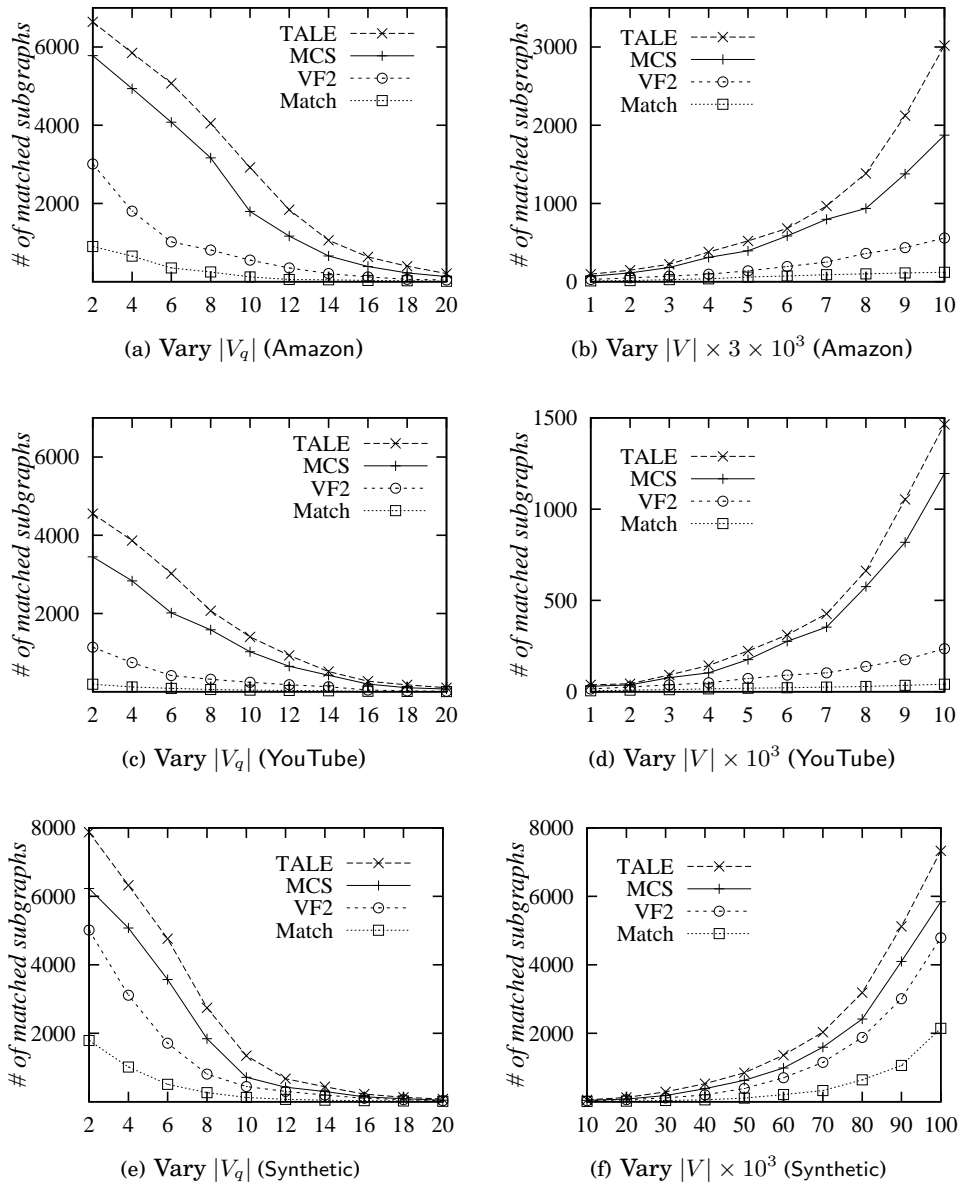 # of matched subgraphs
6000
4000
2000
TALE
MCS
VF2
Match
2 4 6 8 10 12 14 16 18 20
(a) Vary |V_q| (Amazon)
# of matched subgraphs
3000
2000
1000
0
TALE
MCS
VF2
Match
1 2 3 4 5 6 7 8 9 10
(b) Vary |V| × 3 × 10³ (Amazon)
# of matched subgraphs
6000
4000
2000
TALE
MCS
VF2
Match
2 4 6 8 10 12 14 16 18 20
(c) Vary |V_q| (YouTube)
# of matched subgraphs
1500
1000
500
0
TALE
MCS
VF2
Match
1 2 3 4 5 6 7 8 9 10
(d) Vary |V| × 10³ (YouTube)
# of matched subgraphs
8000
6000
4000
2000
TALE
MCS
VF2
Match
2 4 6 8 10 12 14 16 18 20
(e) Vary |V_q| (Synthetic)
# of matched subgraphs
8000
6000
4000
2000
TALE
MCS
VF2
Match
10 20 30 40 50 60 70 80 90 100
(f) Vary |V| × 10³ (Synthetic)